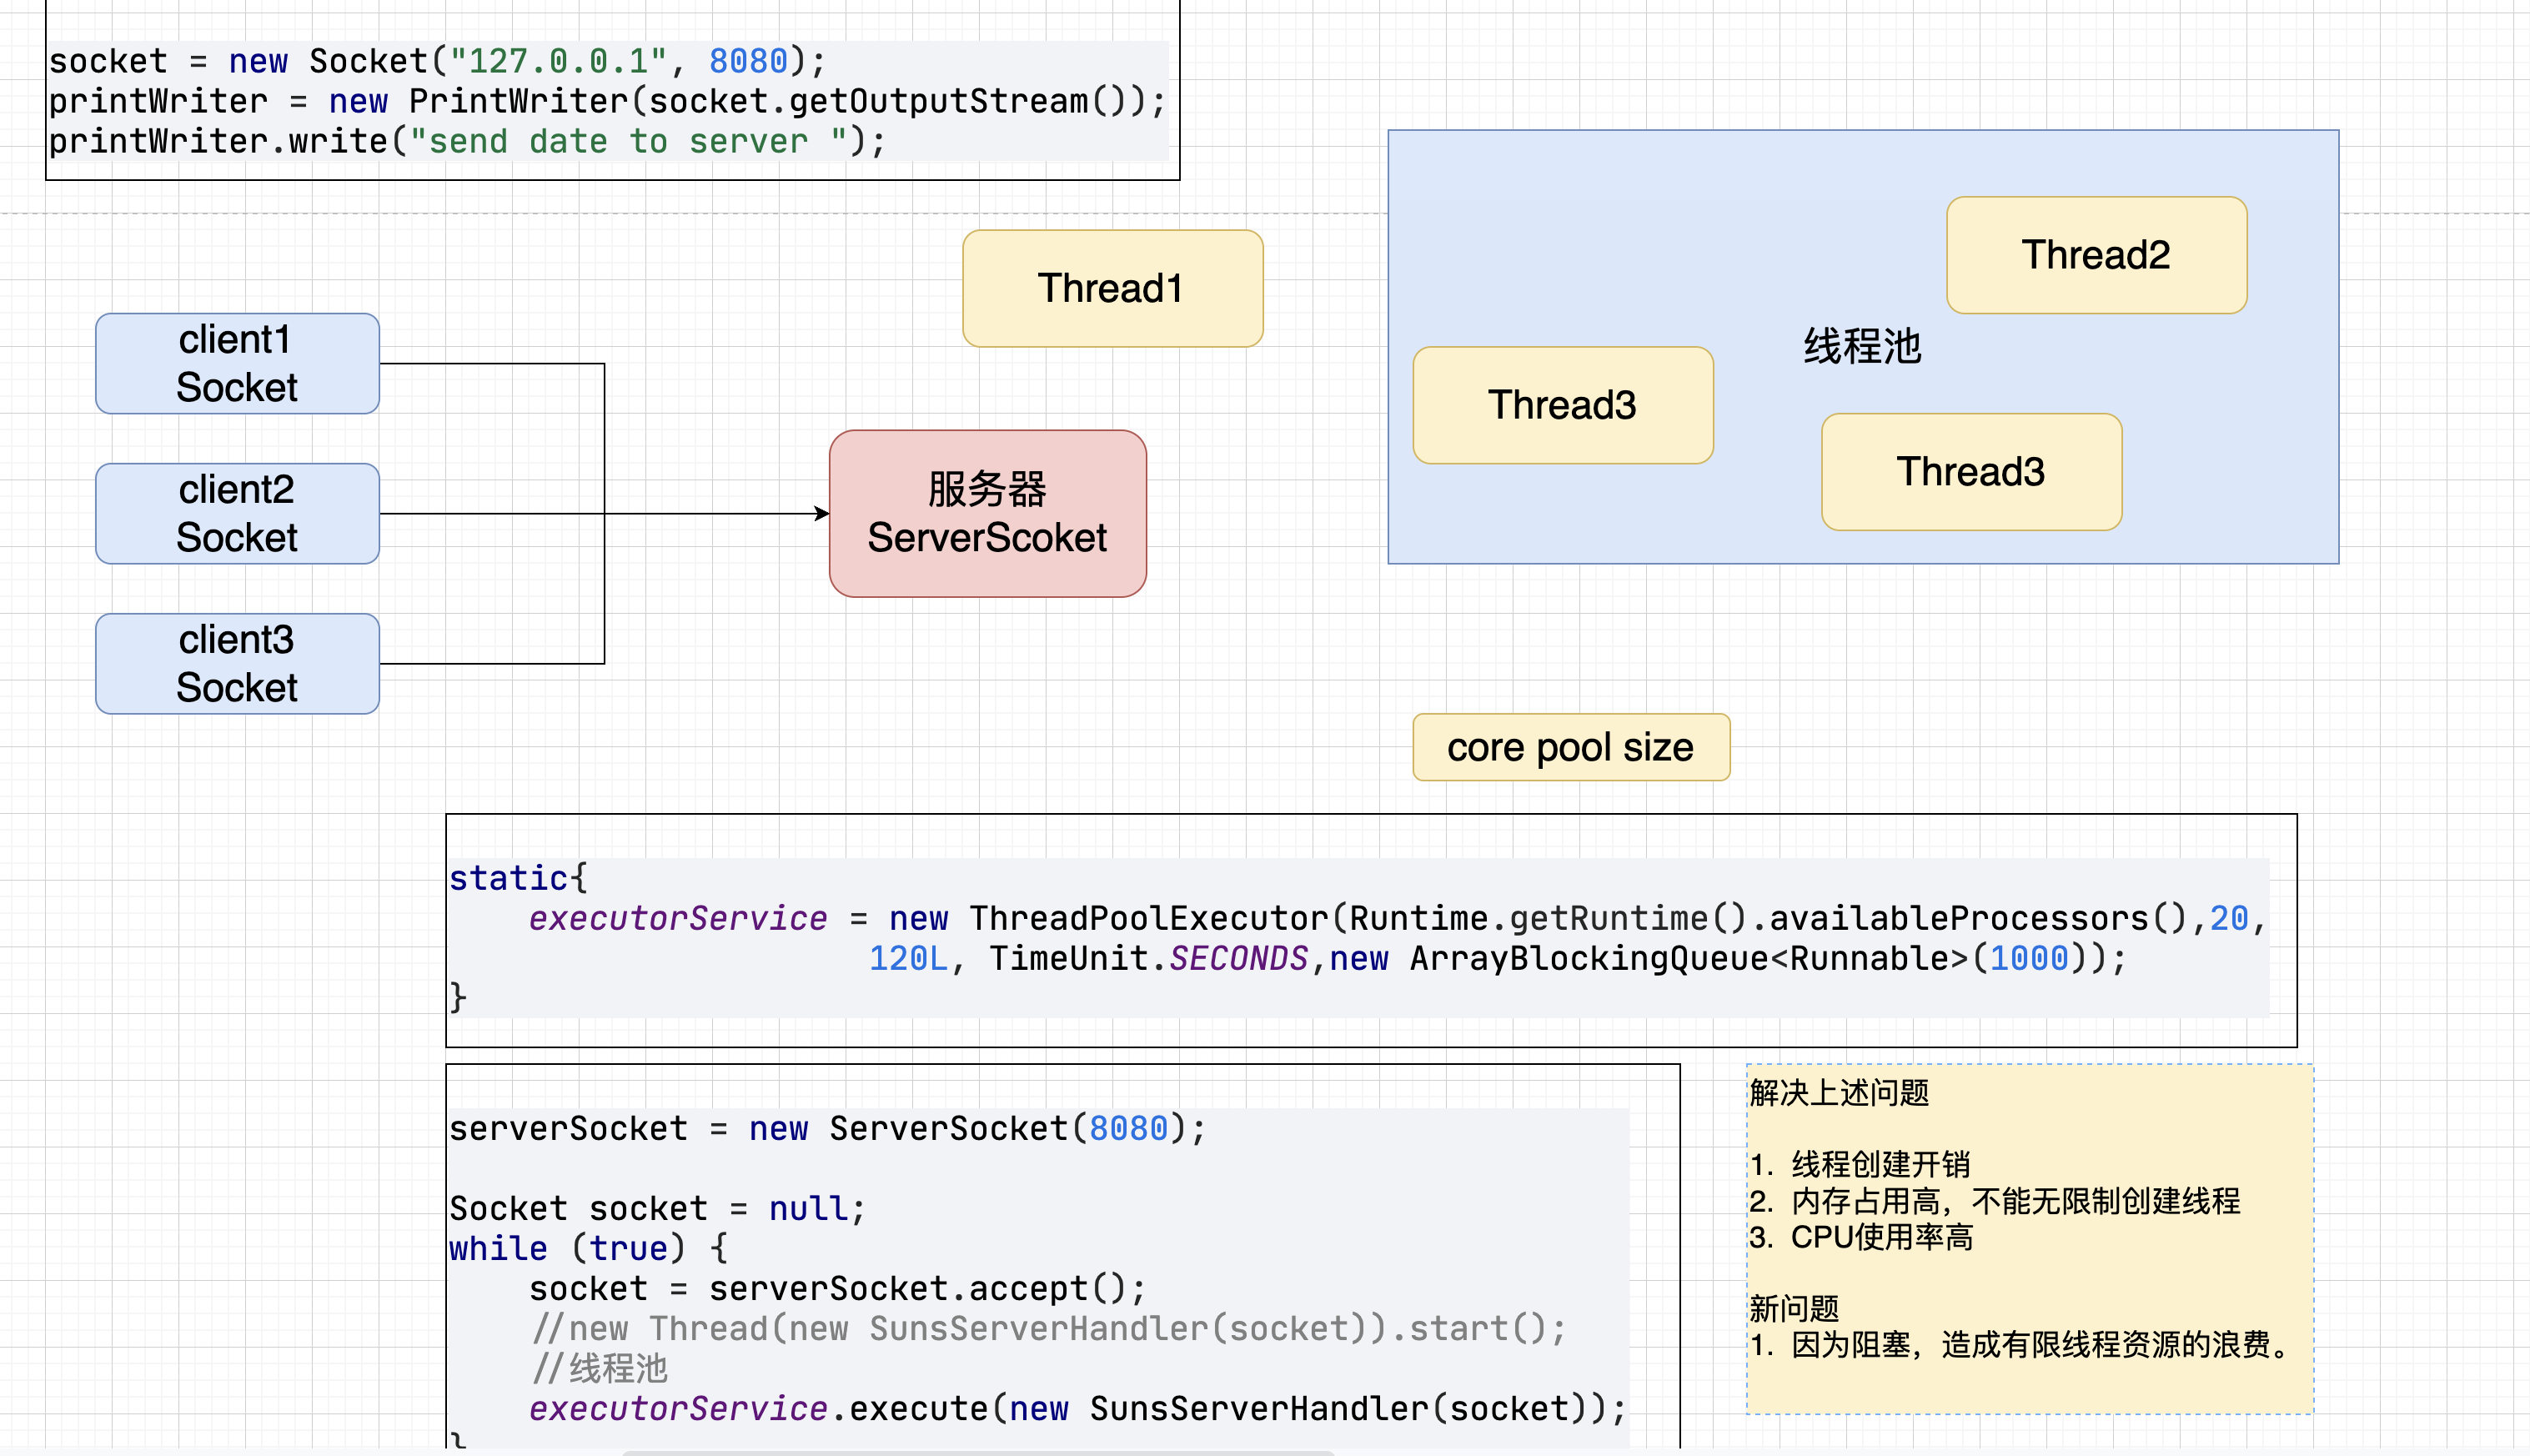 socket = new Socket("127.0.0.1", 8080);
printWriter = new PrintWriter(socket.getOutputStream());
printWriter.write("send date to server ");
Thread1
Thread2
线程池
Thread3
Thread3
client1
Socket
client2
Socket
client3
Socket
服务器
ServerScoket
core pool size
static{
    executorService = new ThreadPoolExecutor(Runtime.getRuntime().availableProcessors(),20,
                     120L, TimeUnit.SECONDS,new ArrayBlockingQueue<Runnable>(1000));
}
serverSocket = new ServerSocket(8080);
Socket socket = null;
while (true) {
    socket = serverSocket.accept();
    //new Thread(new SunsServerHandler(socket)).start();
    //线程池
    executorService.execute(new SunsServerHandler(socket));
}
解决上述问题
1. 线程创建开销
2. 内存占用高，不能无限制创建线程
3. CPU使用率高
新问题
1. 因为阻塞，造成有限线程资源的浪费。